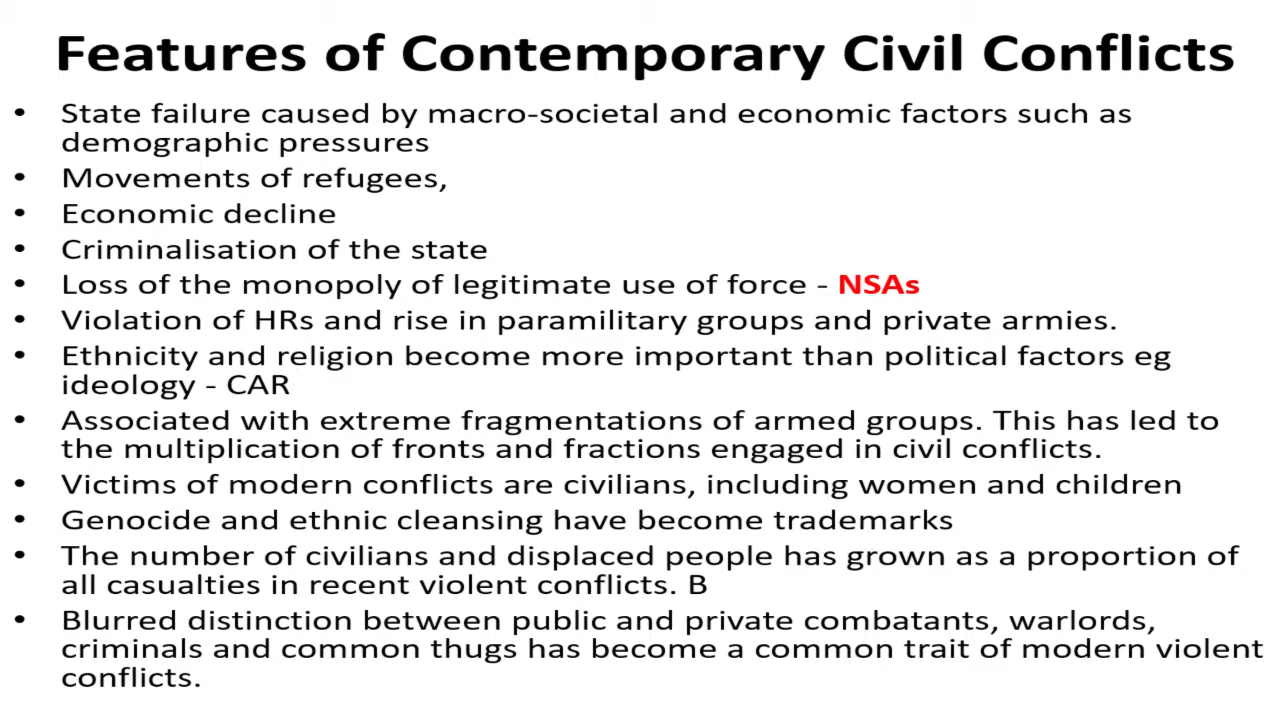 Features of Contemporary Civil Conflicts
• State failure caused by macro-societal and economic factors such as
demographic pressures
• Movements of refugees,
• Economic decline
• Criminalisation of the state
• Loss of the monopoly of legitimate use of force - NSAs
• Violation of HRs and rise in paramilitary groups and private armies.
• Ethnicity and religion become more important than political factors eg
ideology - CAR
• Associated with extreme fragmentations of armed groups. This has led to
the multiplication of fronts and fractions engaged in civil conflicts.
• Victims of modern conflicts are civilians, including women and children
• Genocide and ethnic cleansing have become trademarks
• The number of civilians and displaced people has grown as a proportion of
all casualties in recent violent conflicts. B
• Blurred distinction between public and private combatants, warlords,
criminals and common thugs has become a common trait of modern violent
conflicts.